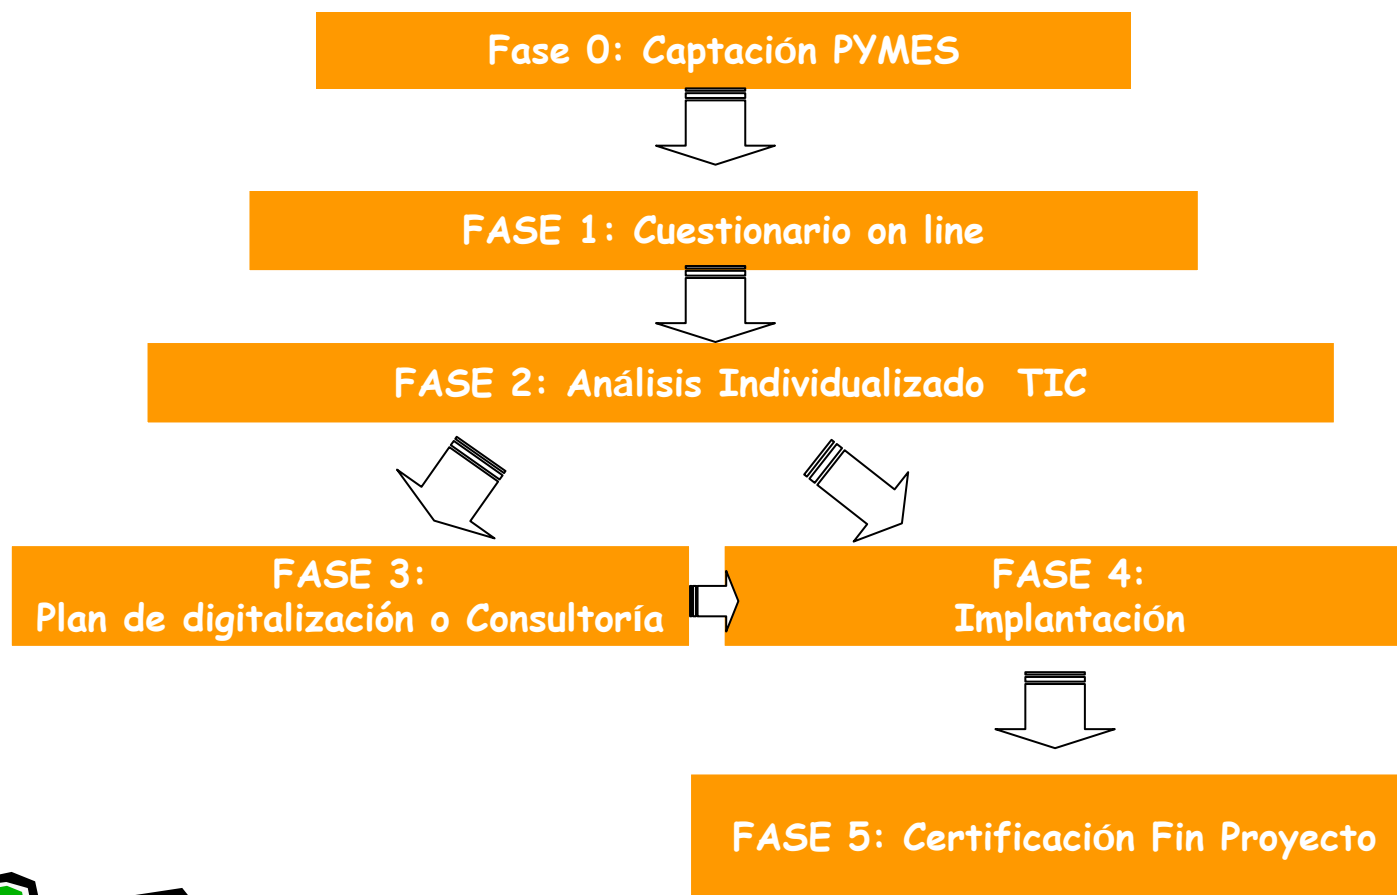 Fase 0: Captación PYMES
FASE 1: Cuestionario on line
FASE 2: Análisis Individualizado TIC
FASE 3:
Plan de digitalización o Consultoría
FASE 4:
Implantación
FASE 5: Certificación Fin Proyecto